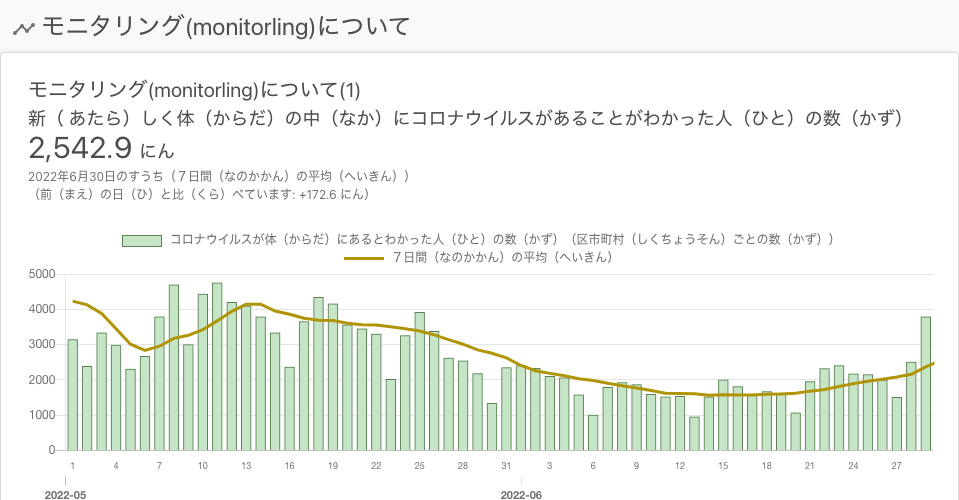 モニタリング(monitorling)について
モニタリング(monitorling)について(1)
新（ あたら）しく体（からだ）の中（なか）にコロナウイルスがあることがわかった人（ひと）の数（かず）
2,542.9 にん
2022年6月30日のすうち（７日間（なのかかん）の平均（へいきん））
（前（まえ）の日（ひ）と比（くら）べています: +172.6 にん）
コロナウイルスが体（からだ）にあるとわかった人（ひと）の数（かず）（区市町村（しくちょうそん）ごとの数（かず））
７日間（なのかかん）の平均（へいきん）
5000
4000
3000
2000
1000
0
1 4 7 10 13 16 19 22 25 28 31 3 6 9 12 15 18 21 24 27
2022-05 2022-06